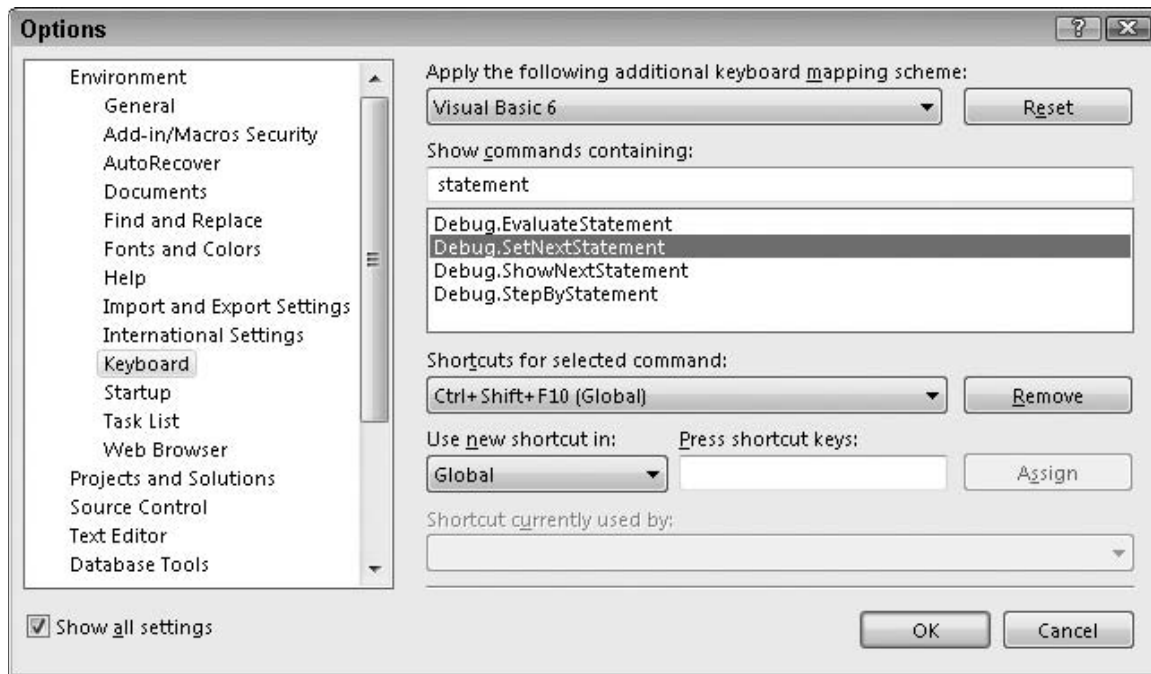 Options
Environment
General
Add-in/Macros Security
AutoRecover
Documents
Find and Replace
Fonts and Colors
Help
Import and Export Settings
International Settings
Keyboard
Startup
Task List
Web Browser
Projects and Solutions
Source Control
Text Editor
Database Tools
Show all settings
Apply the following additional keyboard mapping scheme:
Visual Basic 6
Reset
Show commands containing:
statement
Debug.EvaluateStatement
Debug.SetNextStatement
Debug.ShowNextStatement
Debug.StepByStatement
Shortcuts for selected command:
Ctrl+Shift+F10 (Global)
Remove
Use new shortcut in:
Press shortcut keys:
Global
Assign
Shortcut currently used by:
OK
Cancel